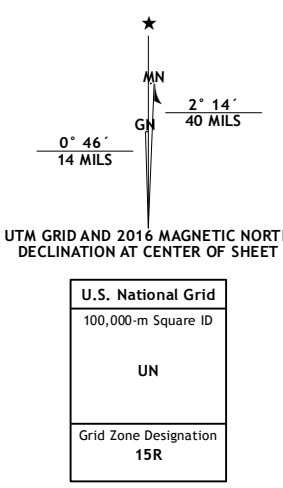 ★
MN
2° 14´
40 MILS
GN
0° 46´
14 MILS
UTM GRID AND 2016 MAGNETIC NORT
DECLINATION AT CENTER OF SHEET
U.S. National Grid
100,000-m Square ID
UN
Grid Zone Designation
15R